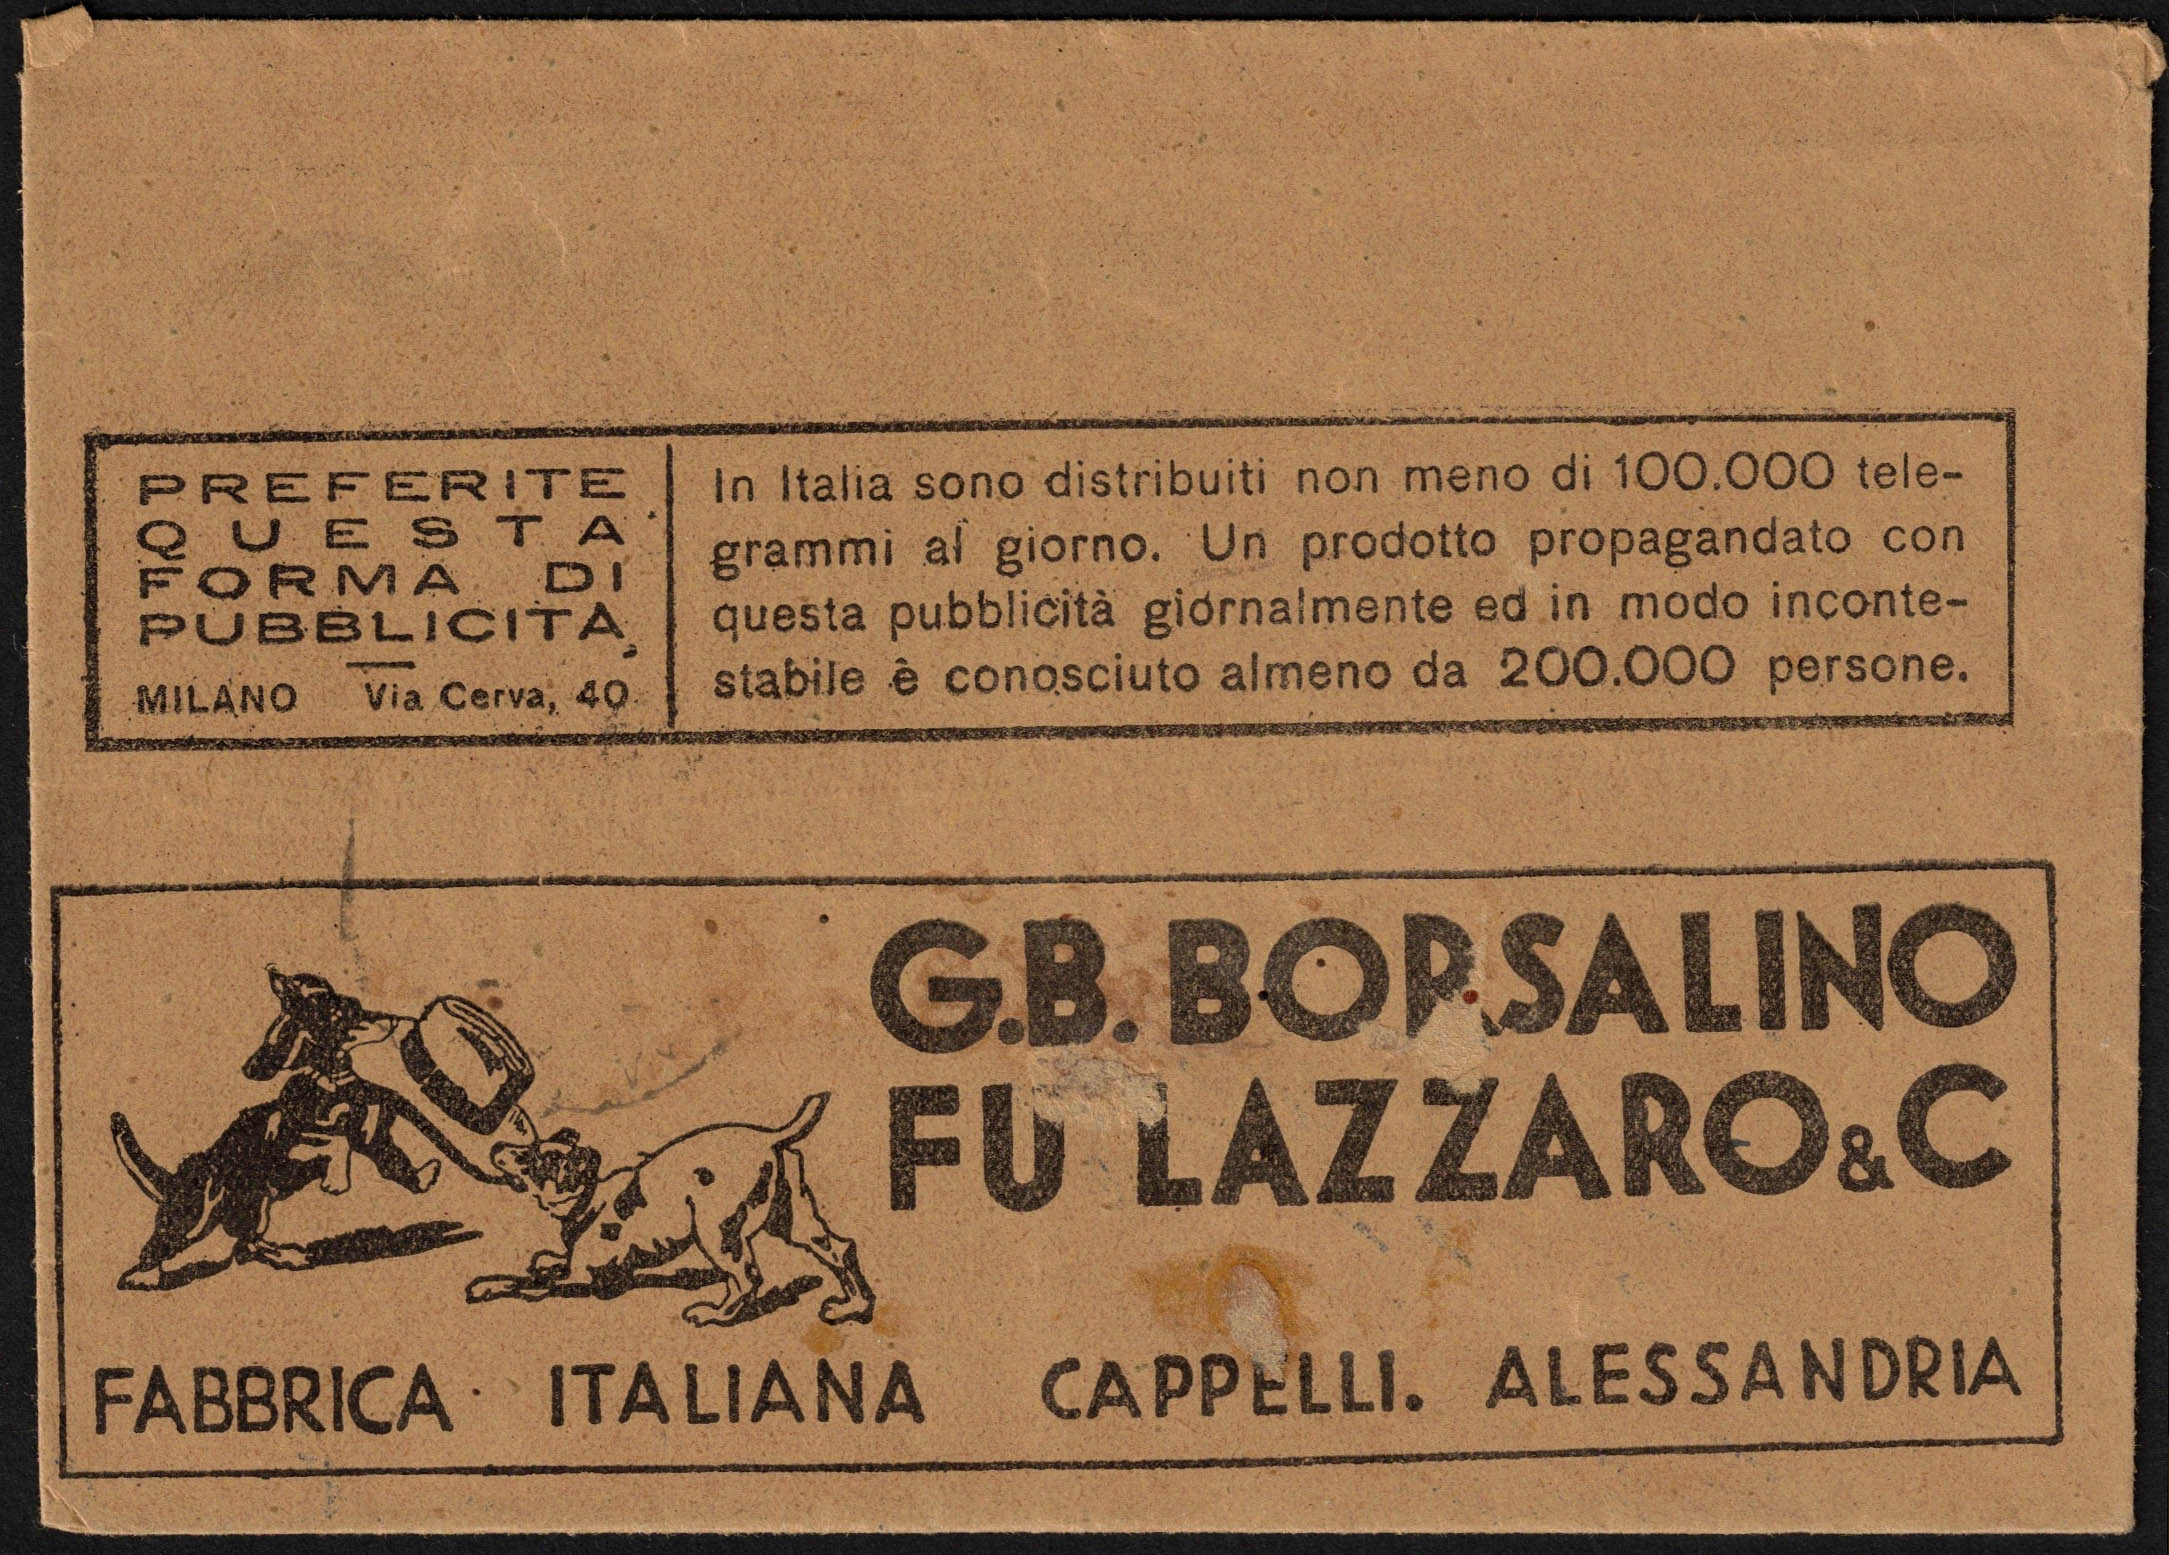 PREFERITE
QUESTA
FORMA DI
PUBBLICITÀ
MILANO Via Cerva, 40
In Italia sono distribuiti non meno di 100.000 tele-
grammi al giorno. Un prodotto propagandato con
questa pubblicità giornalmente ed in modo inconte-
stabile è conosciuto almeno da 200.000 persone.
G.B. BORSALINO
FU LAZZARO & C
FABBRICA ITALIANA CAPPELLI. ALESSANDRIA